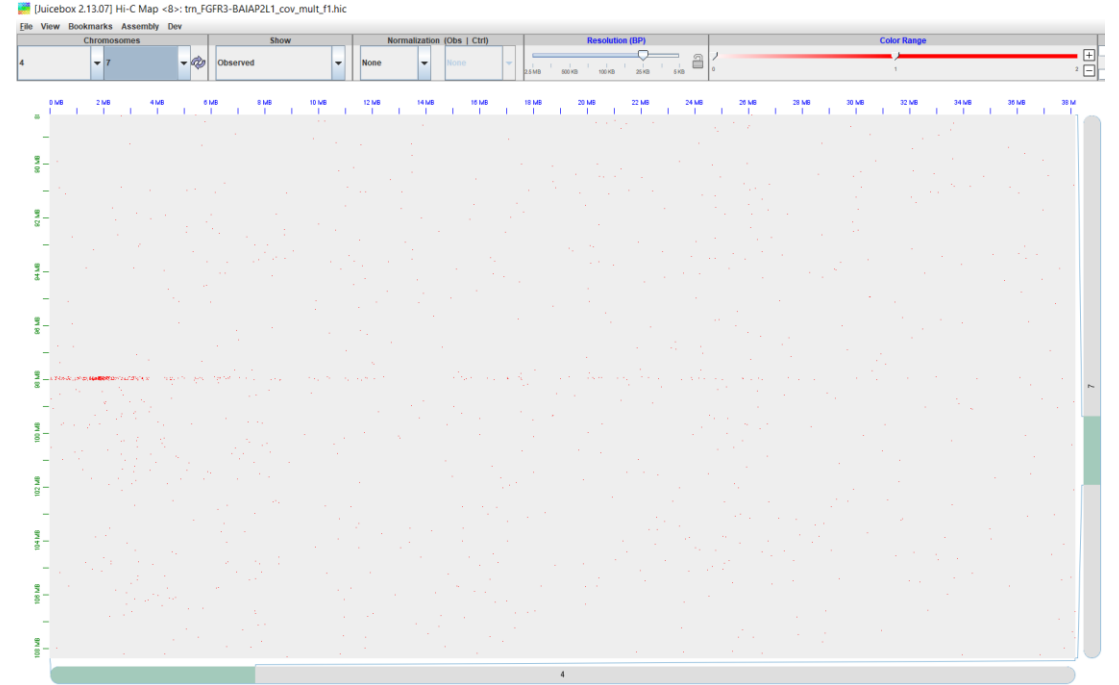 [Juicebox 2.13.07] Hi-C Map <8>: trn_FGFR3-BAIAP2L1_cov_mult_f1.hic
File View Bookmarks Assembly Dev
Chromosomes Show Normalization (Obs | Ctrl) Resolution (BP) Color Range
4 7 Observed None None
2.5 MB 500 KB 100 KB 25 KB 5 KB 0 1 2
0 MB 2 MB 4 MB 6 MB 8 MB 10 MB 12 MB 14 MB 16 MB 18 MB 20 MB 22 MB 24 MB 26 MB 28 MB 30 MB 32 MB 34 MB 36 MB 38 M
90 MB
92 MB
94 MB
96 MB
98 MB
7
100 MB
102 MB
104 MB
106 MB
108 MB
4